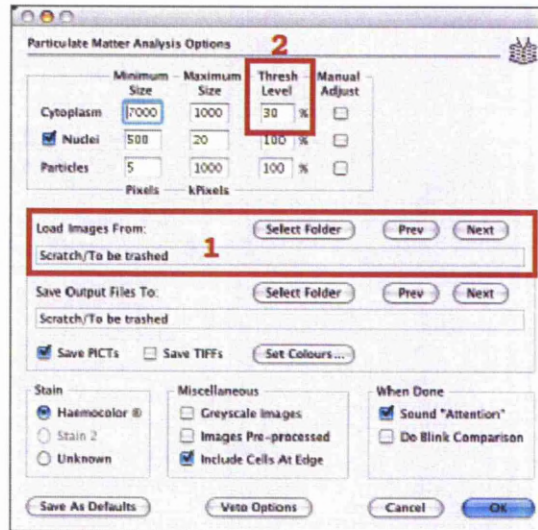 Particulate Matter Analysis Options
2
Minimum Size Maximum Size Thresh Level Manual Adjust
Cytoplasm 7000 1000 30 %
Nuclei 500 20 100 %
Particles 5 1000 100 %
Pixels kPixels
Load Images From: Select Folder Prev Next
Scratch/To be trashed
1
Save Output Files To: Select Folder Prev Next
Scratch/To be trashed
Save PICTs Save TIFFs Set Colours...
Stain Miscellaneous When Done
Haemocolor ® Greyscale Images Sound "Attention"
Stain 2 Images Pre-processed Do Blink Comparison
Unknown Include Cells At Edge
Save As Defaults Veto Options Cancel OK